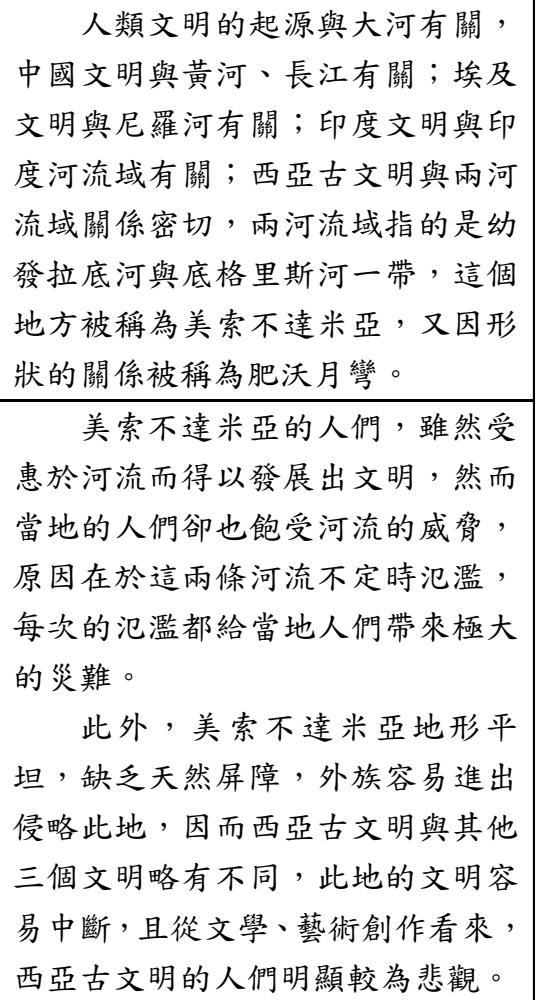 人類文明的起源與大河有關，
中國文明與黃河、長江有關；埃及
文明與尼羅河有關；印度文明與印
度河流域有關；西亞古文明與兩河
流域關係密切，兩河流域指的是幼
發拉底河與底格里斯河一帶，這個
地方被稱為美索不達米亞，又因形
狀的關係被稱為肥沃月彎。
美索不達米亞的人們，雖然受
惠於河流而得以發展出文明，然而
當地的人們卻也飽受河流的威脅，
原因在於這兩條河流不定時氾濫，
每次的氾濫都給當地人們帶來極大
的災難。
此外，美索不達米亞地形平
坦，缺乏天然屏障，外族容易進出
侵略此地，因而西亞古文明與其他
三個文明略有不同，此地的文明容
易中斷，且從文學、藝術創作看來，
西亞古文明的人們明顯較為悲觀。